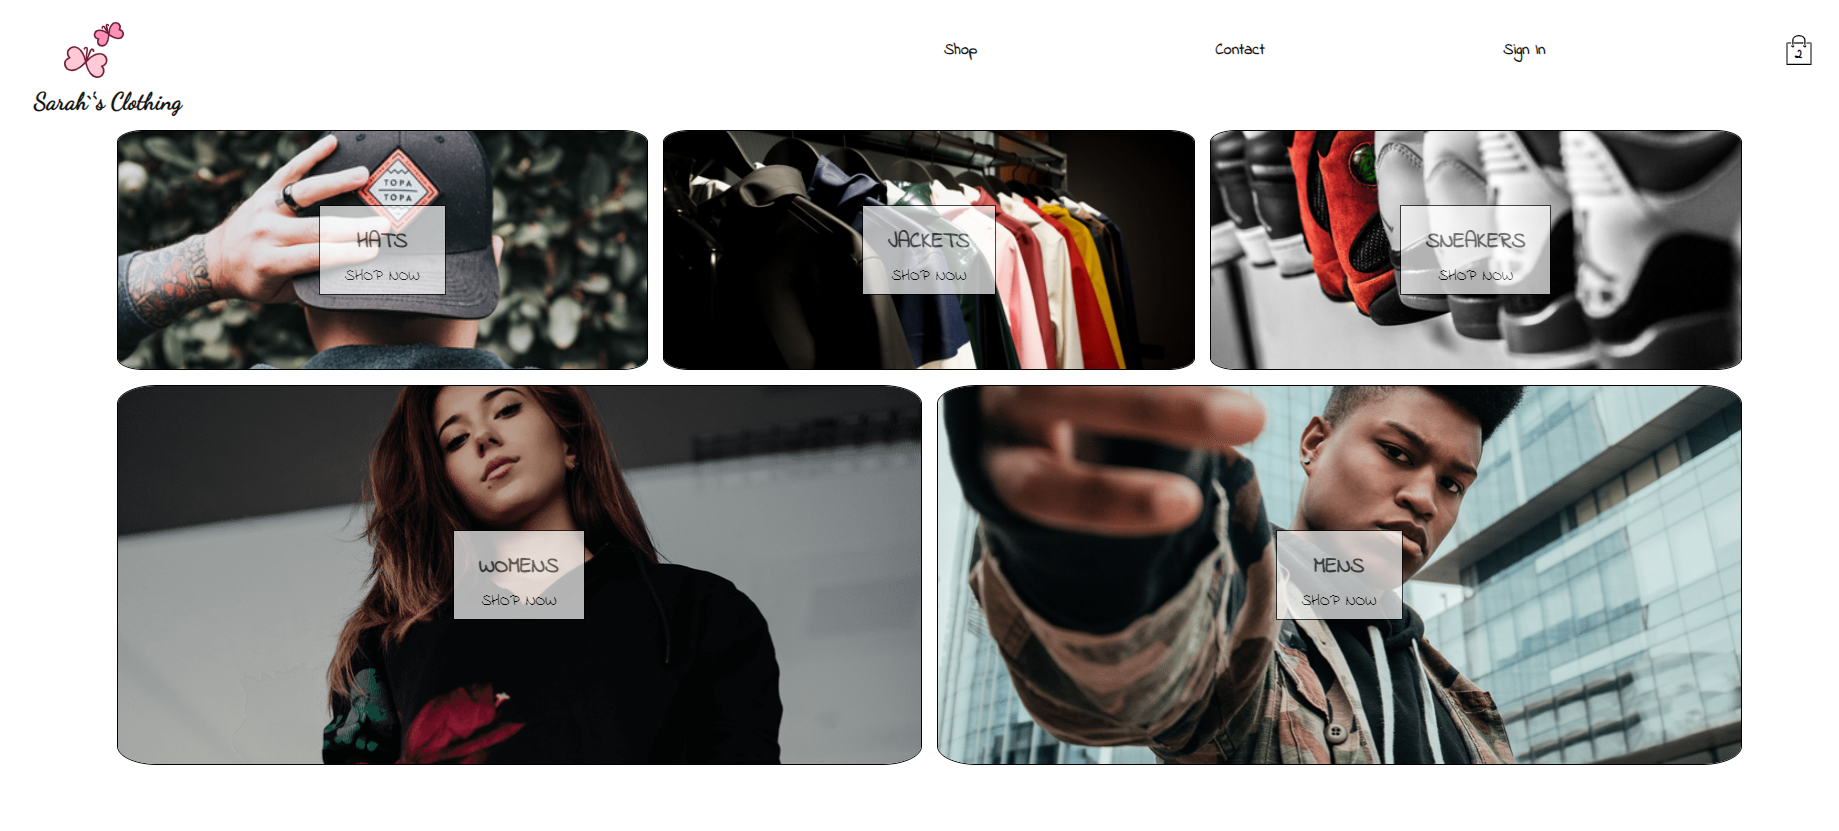 Shop
Contact
Sign In
2
Sarah`'s Clothing
TOPA
TOPA
HATS
SHOP NOW
JACKETS
SHOP NOW
SNEAKERS
SHOP NOW
WOMENS
SHOP NOW
MENS
SHOP NOW